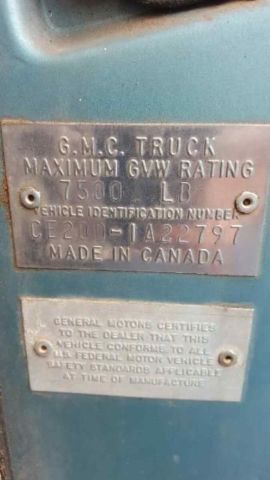 G.M.C. TRUCK
MAXIMUM GVW RATING
7500 LB
VEHICLE IDENTIFICATION NUMBER
CE20D-1A22797
MADE IN CANADA
GENERAL MOTORS CERTIFIES
TO THE DEALER THAT THIS
VEHICLE CONFORMS TO ALL
U.S. FEDERAL MOTOR VEHICLE
SAFETY STANDARDS APPLICABLE
AT TIME OF MANUFACTURE